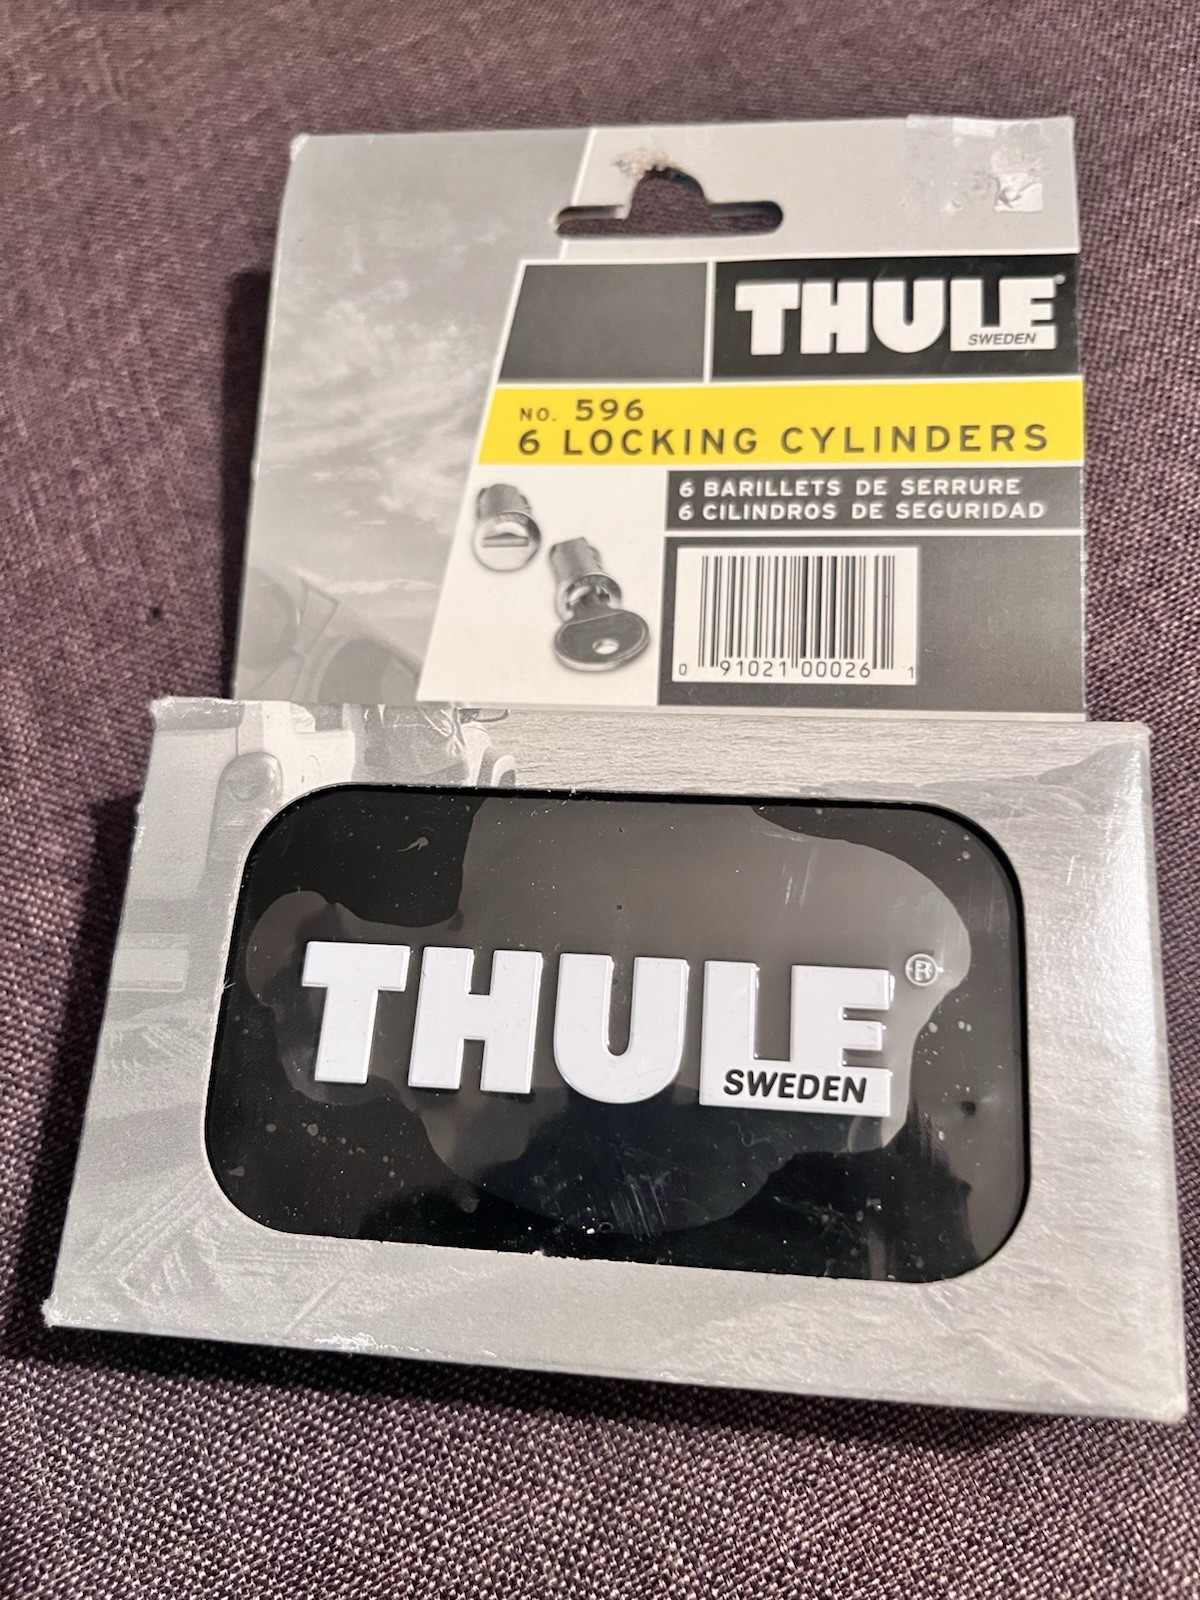 THULE
SWEDEN
NO. 596
6 LOCKING CYLINDERS
6 BARILLETS DE SERRURE
6 CILINDROS DE SEGURIDAD
0 91021 00026 1
THULE®
SWEDEN